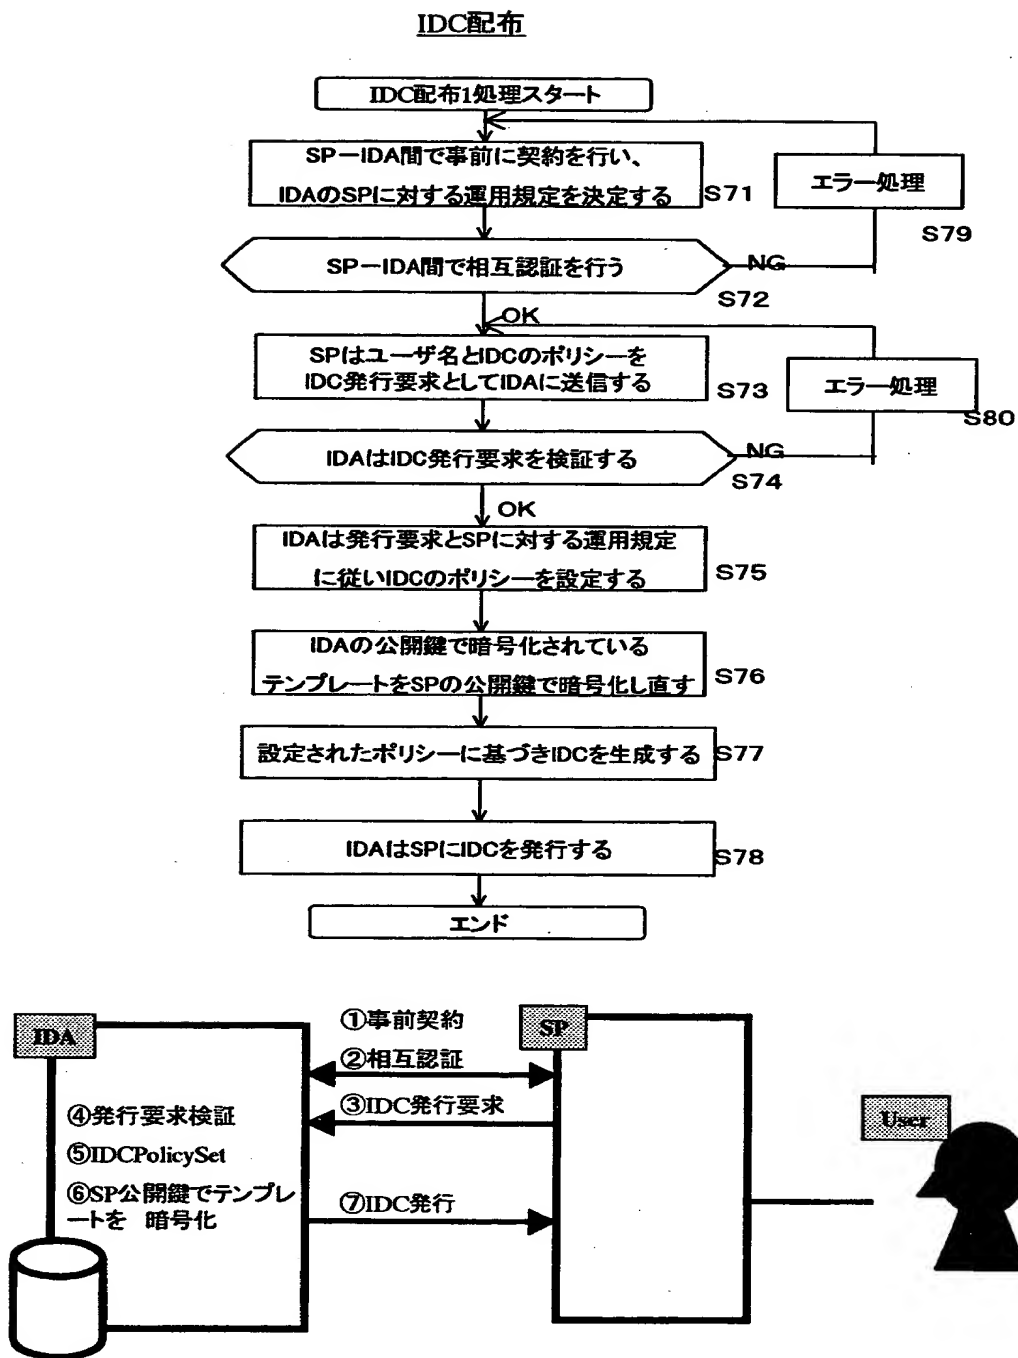 IDC配布
IDC配布1処理スタート
SP－IDA間で事前に契約を行い、
IDAのSPに対する運用規定を決定する
S71
エラー処理
S79
SP－IDA間で相互認証を行う
NG
S72
OK
SPはユーザ名とIDCのポリシーを
IDC発行要求としてIDAに送信する
S73
エラー処理
S80
IDAはIDC発行要求を検証する
NG
S74
OK
IDAは発行要求とSPに対する運用規定
に従いIDCのポリシーを設定する
S75
IDAの公開鍵で暗号化されている
テンプレートをSPの公開鍵で暗号化し直す
S76
設定されたポリシーに基づきIDCを生成する
S77
IDAはSPにIDCを発行する
S78
エンド
IDA
①事前契約
SP
②相互認証
③IDC発行要求
④発行要求検証
⑤IDCPolicySet
⑥SP公開鍵でテンプレ
ートを 暗号化
⑦IDC発行
User